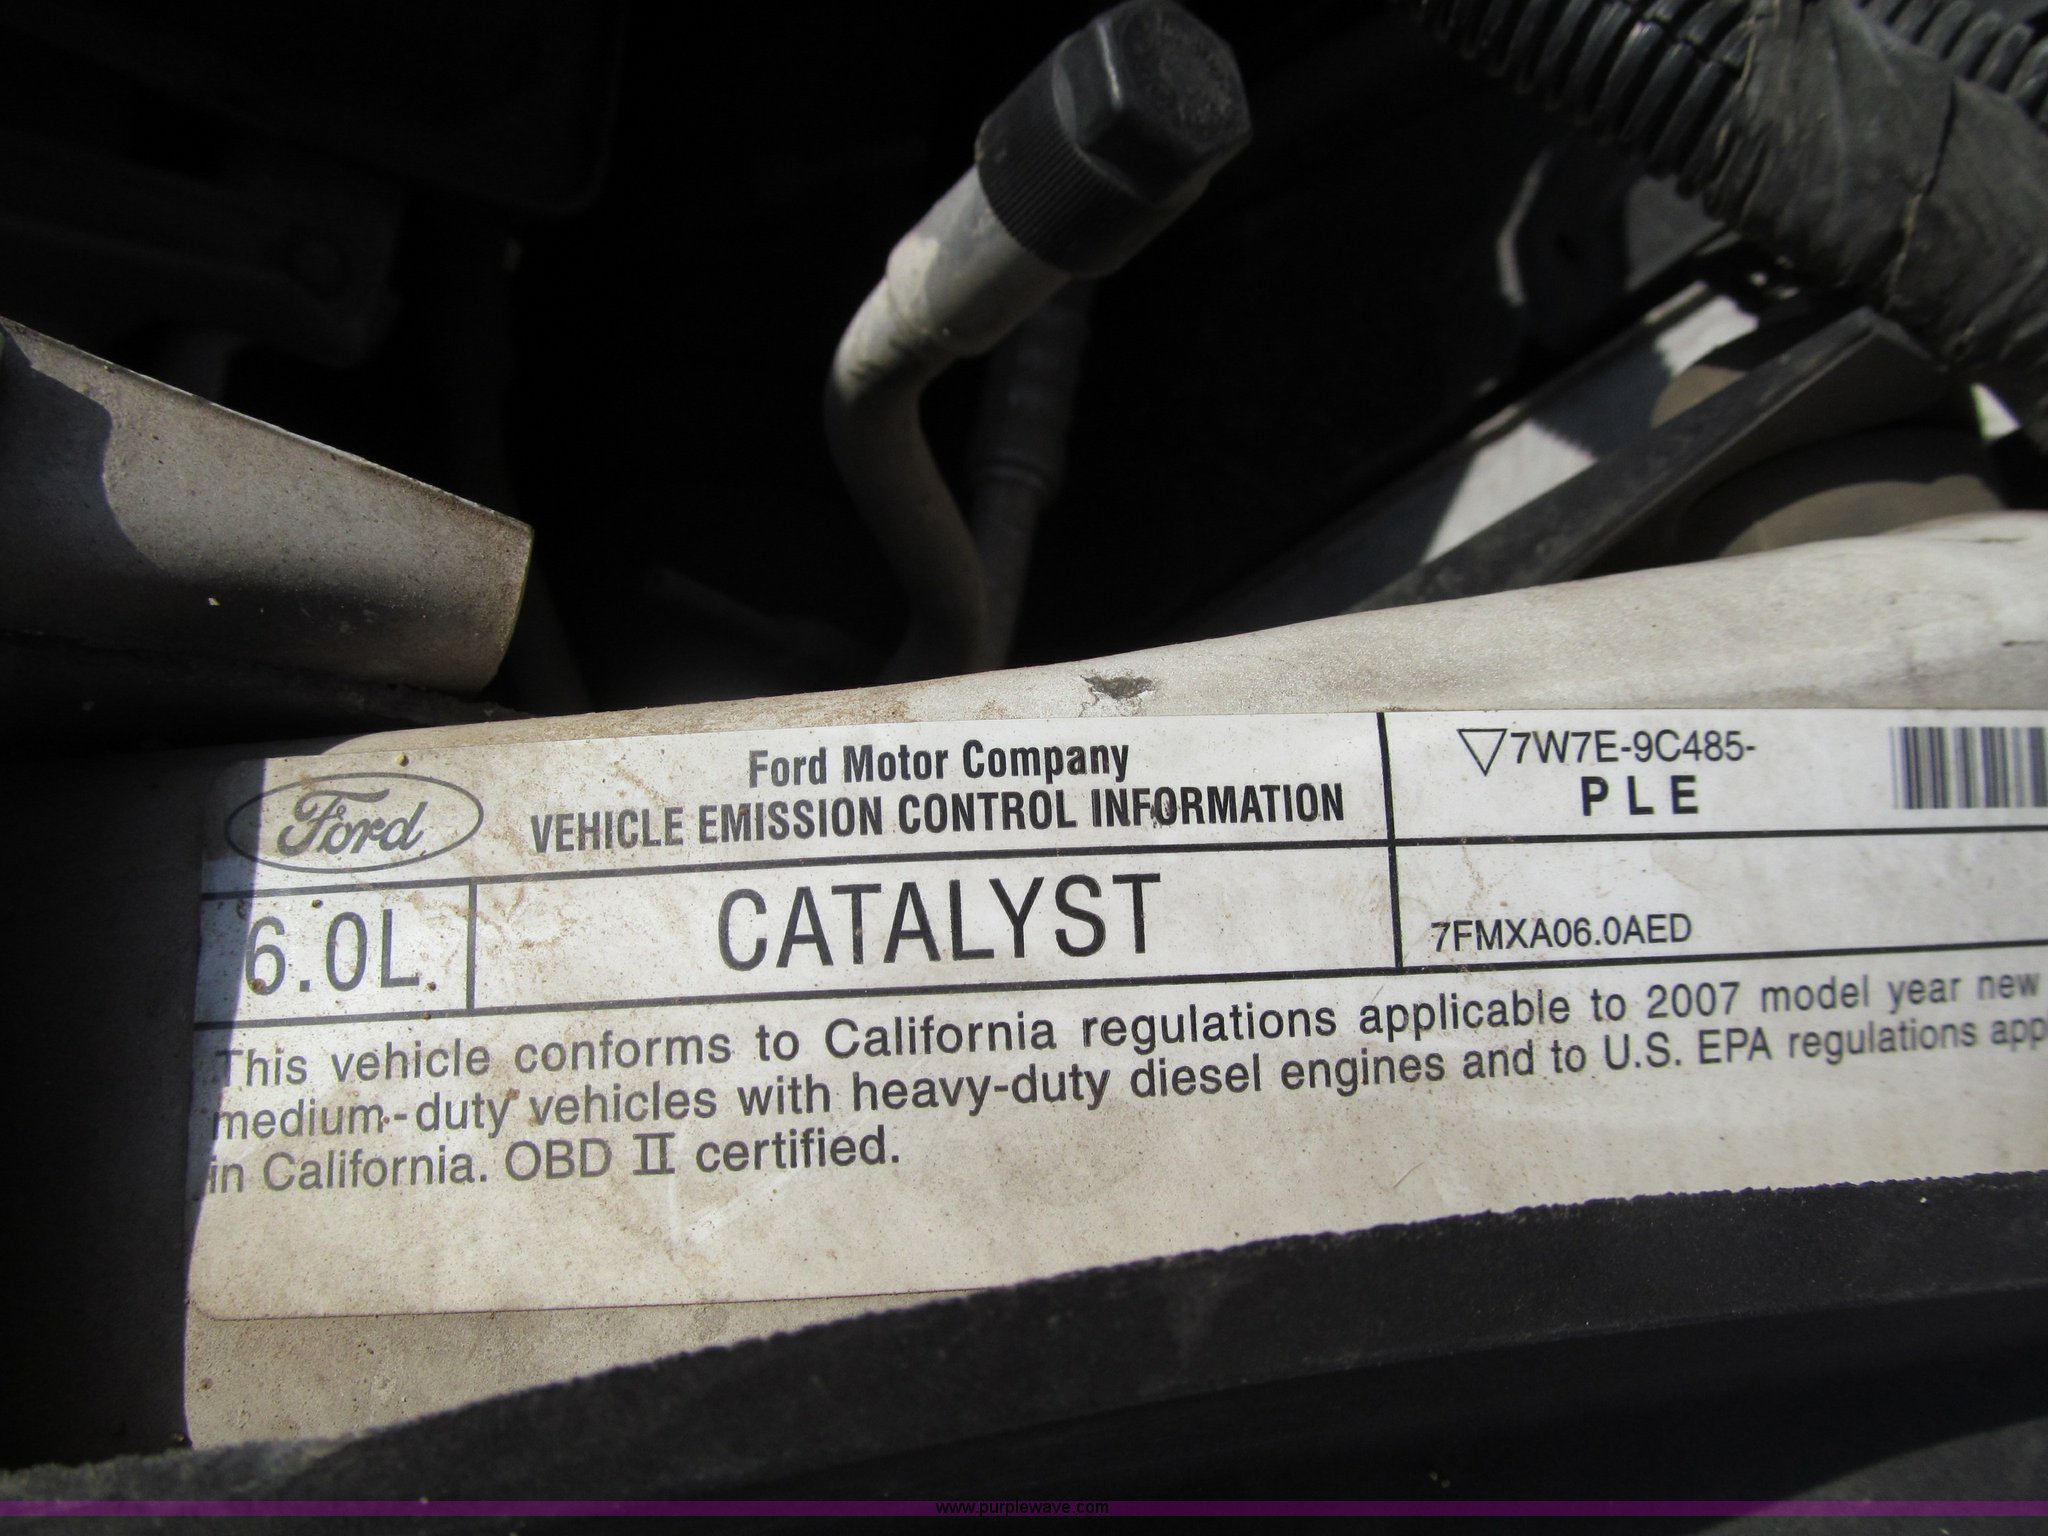 Ford Motor Company
Ford
VEHICLE EMISSION CONTROL INFORMATION
▽7W7E-9C485-
PLE
6.0L
CATALYST
7FMXA06.0AED
This vehicle conforms to California regulations applicable to 2007 model year new
medium-duty vehicles with heavy-duty diesel engines and to U.S. EPA regulations app
in California. OBD II certified.
www.purplewave.com